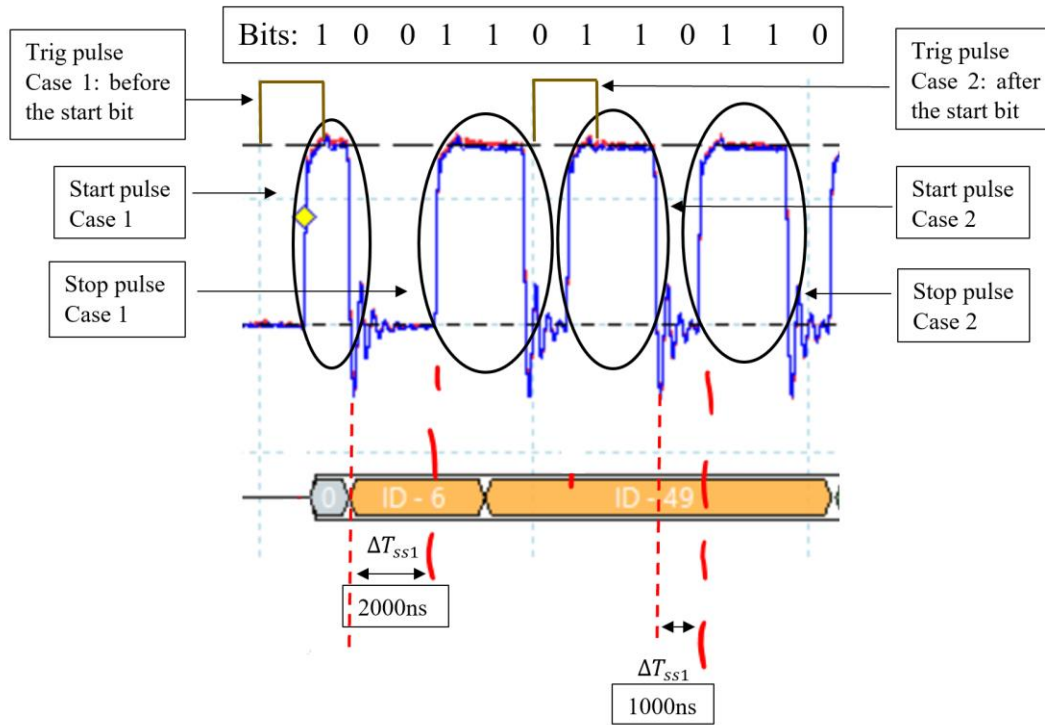 Bits: 1 0 0 1 1 0 1 1 0 1 1 0
Trig pulse
Case 1: before
the start bit
Trig pulse
Case 2: after
the start bit
Start pulse
Case 1
Start pulse
Case 2
Stop pulse
Case 1
Stop pulse
Case 2
0
ID - 6
ID - 49
ΔTss1
2000ns
ΔTss1
1000ns